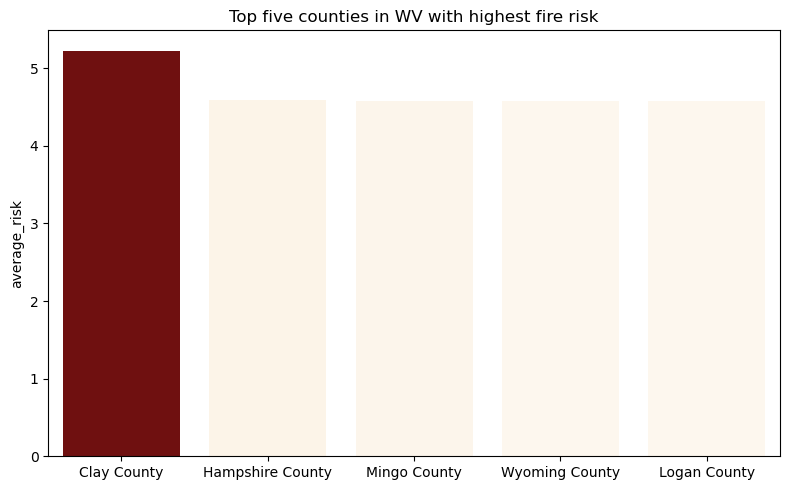 Top five counties in WV with highest fire risk
average_risk
5
4
3
2
1
0
Clay County
Hampshire County
Mingo County
Wyoming County
Logan County